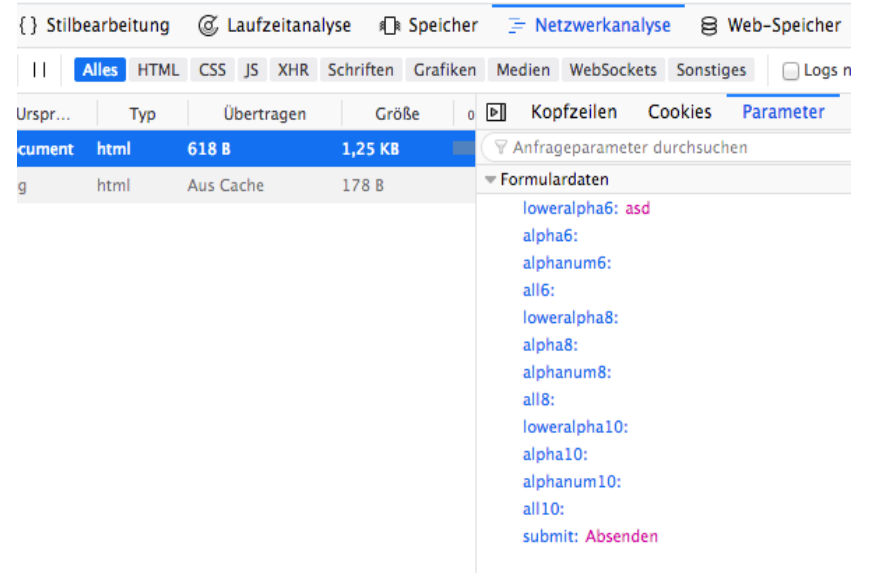 { } Stilbearbeitung Laufzeitanalyse Speicher Netzwerkanalyse Web-Speicher
Alles HTML CSS JS XHR Schriften Grafiken Medien WebSockets Sonstiges Logs n
Urspr... Typ Übertragen Größe 0 Kopfzeilen Cookies Parameter
cument html 618 B 1,25 KB
Anfrageparameter durchsuchen
g html Aus Cache 178 B
Formulardaten
loweralpha6: asd
alpha6:
alphanum6:
all6:
loweralpha8:
alpha8:
alphanum8:
all8:
loweralpha10:
alpha10:
alphanum10:
all10:
submit: Absenden